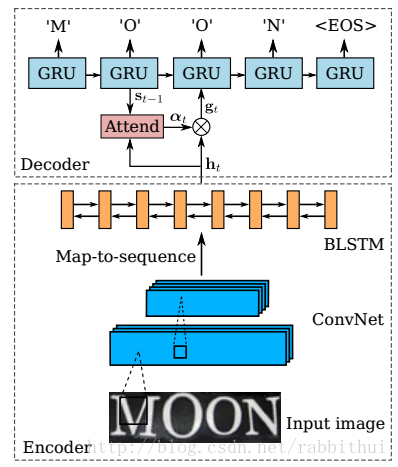 'M' 'O' 'O' 'N' <EOS>
GRU GRU GRU GRU GRU
s_{t−1} α_t g_t
Attend
Decoder h_t
BLSTM
Map-to-sequence
ConvNet
MOON
Input image
Encoder
http://blog.csdn.net/rabbithui